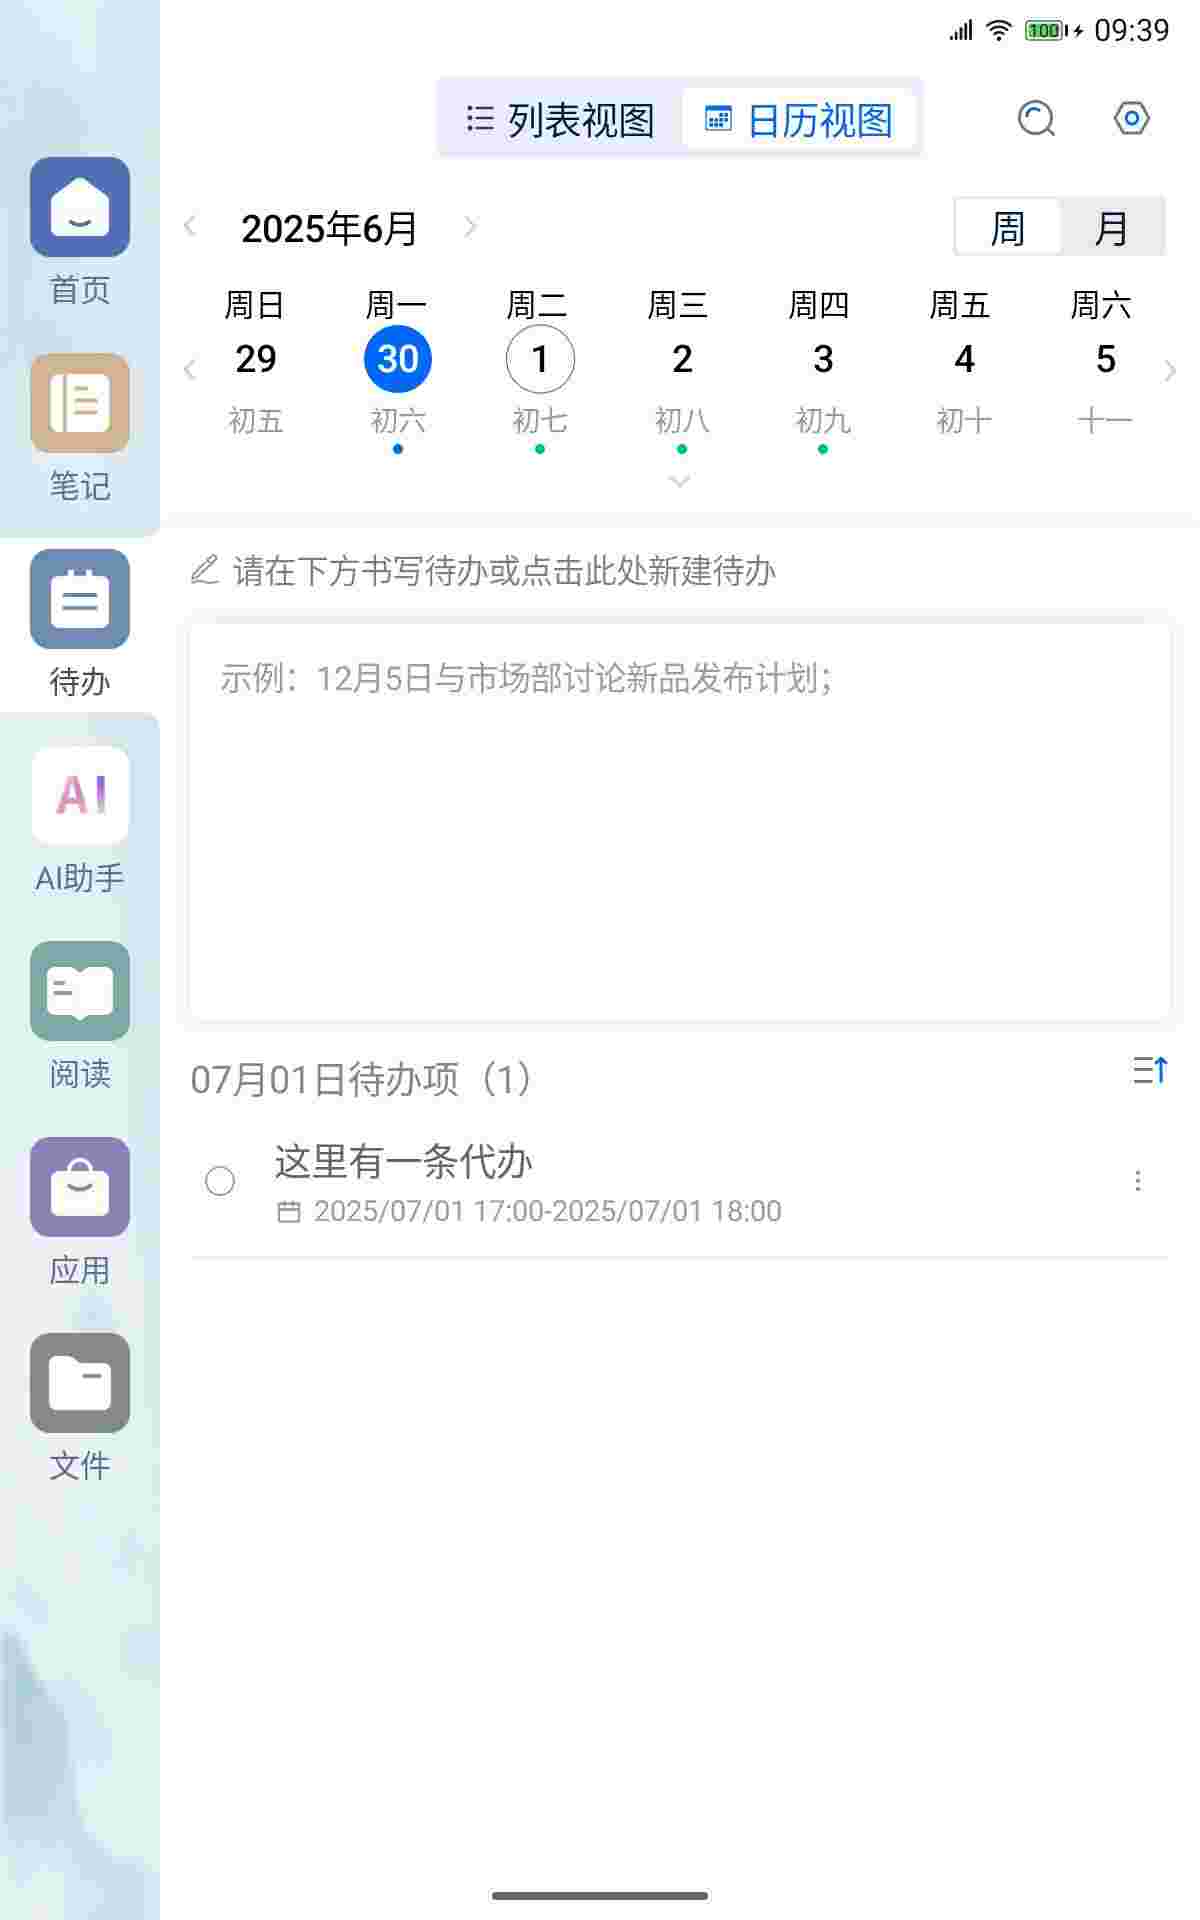 100 09:39
列表视图 日历视图
2025年6月 周 月
周日 周一 周二 周三 周四 周五 周六
29 30 1 2 3 4 5
初五 初六 初七 初八 初九 初十 十一
请在下方书写待办或点击此处新建待办
示例：12月5日与市场部讨论新品发布计划；
07月01日待办项（1）
这里有一条代办
2025/07/01 17:00-2025/07/01 18:00
首页
笔记
待办
AI
AI助手
阅读
应用
文件